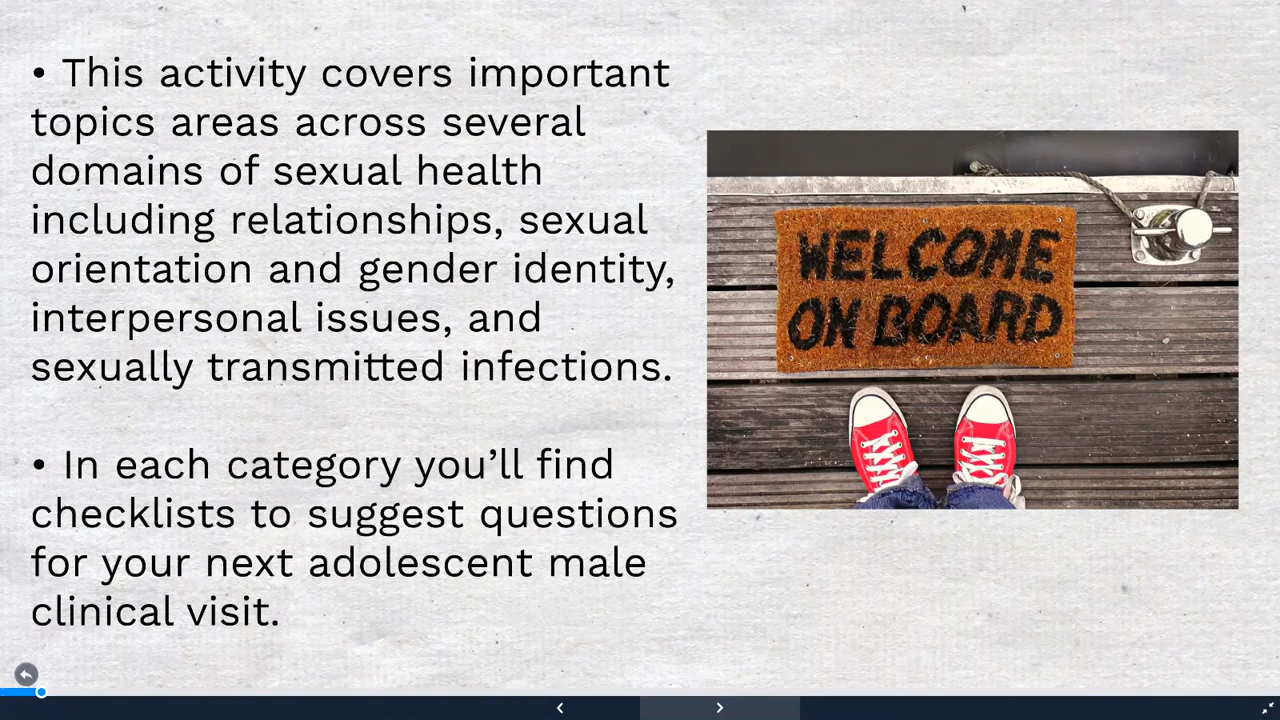 • This activity covers important
topics areas across several
domains of sexual health
including relationships, sexual
orientation and gender identity,
interpersonal issues, and
sexually transmitted infections.
• In each category you’ll find
checklists to suggest questions
for your next adolescent male
clinical visit.
WELCOME
ON BOARD